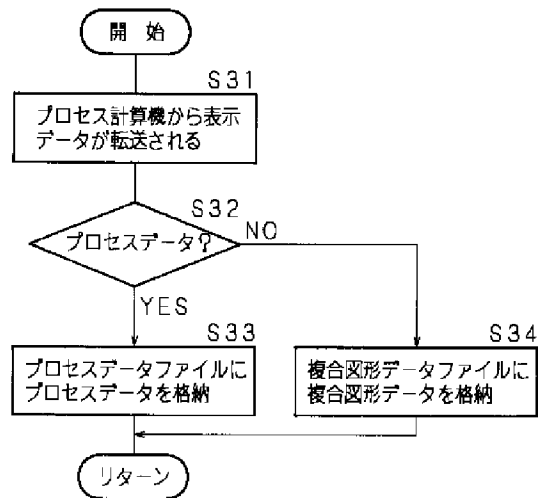 開 始
S31
プロセス計算機から表示
データが転送される
S32
プロセスデータ?
NO
YES
S33
プロセスデータファイルに
プロセスデータを格納
S34
複合図形データファイルに
複合図形データを格納
リターン